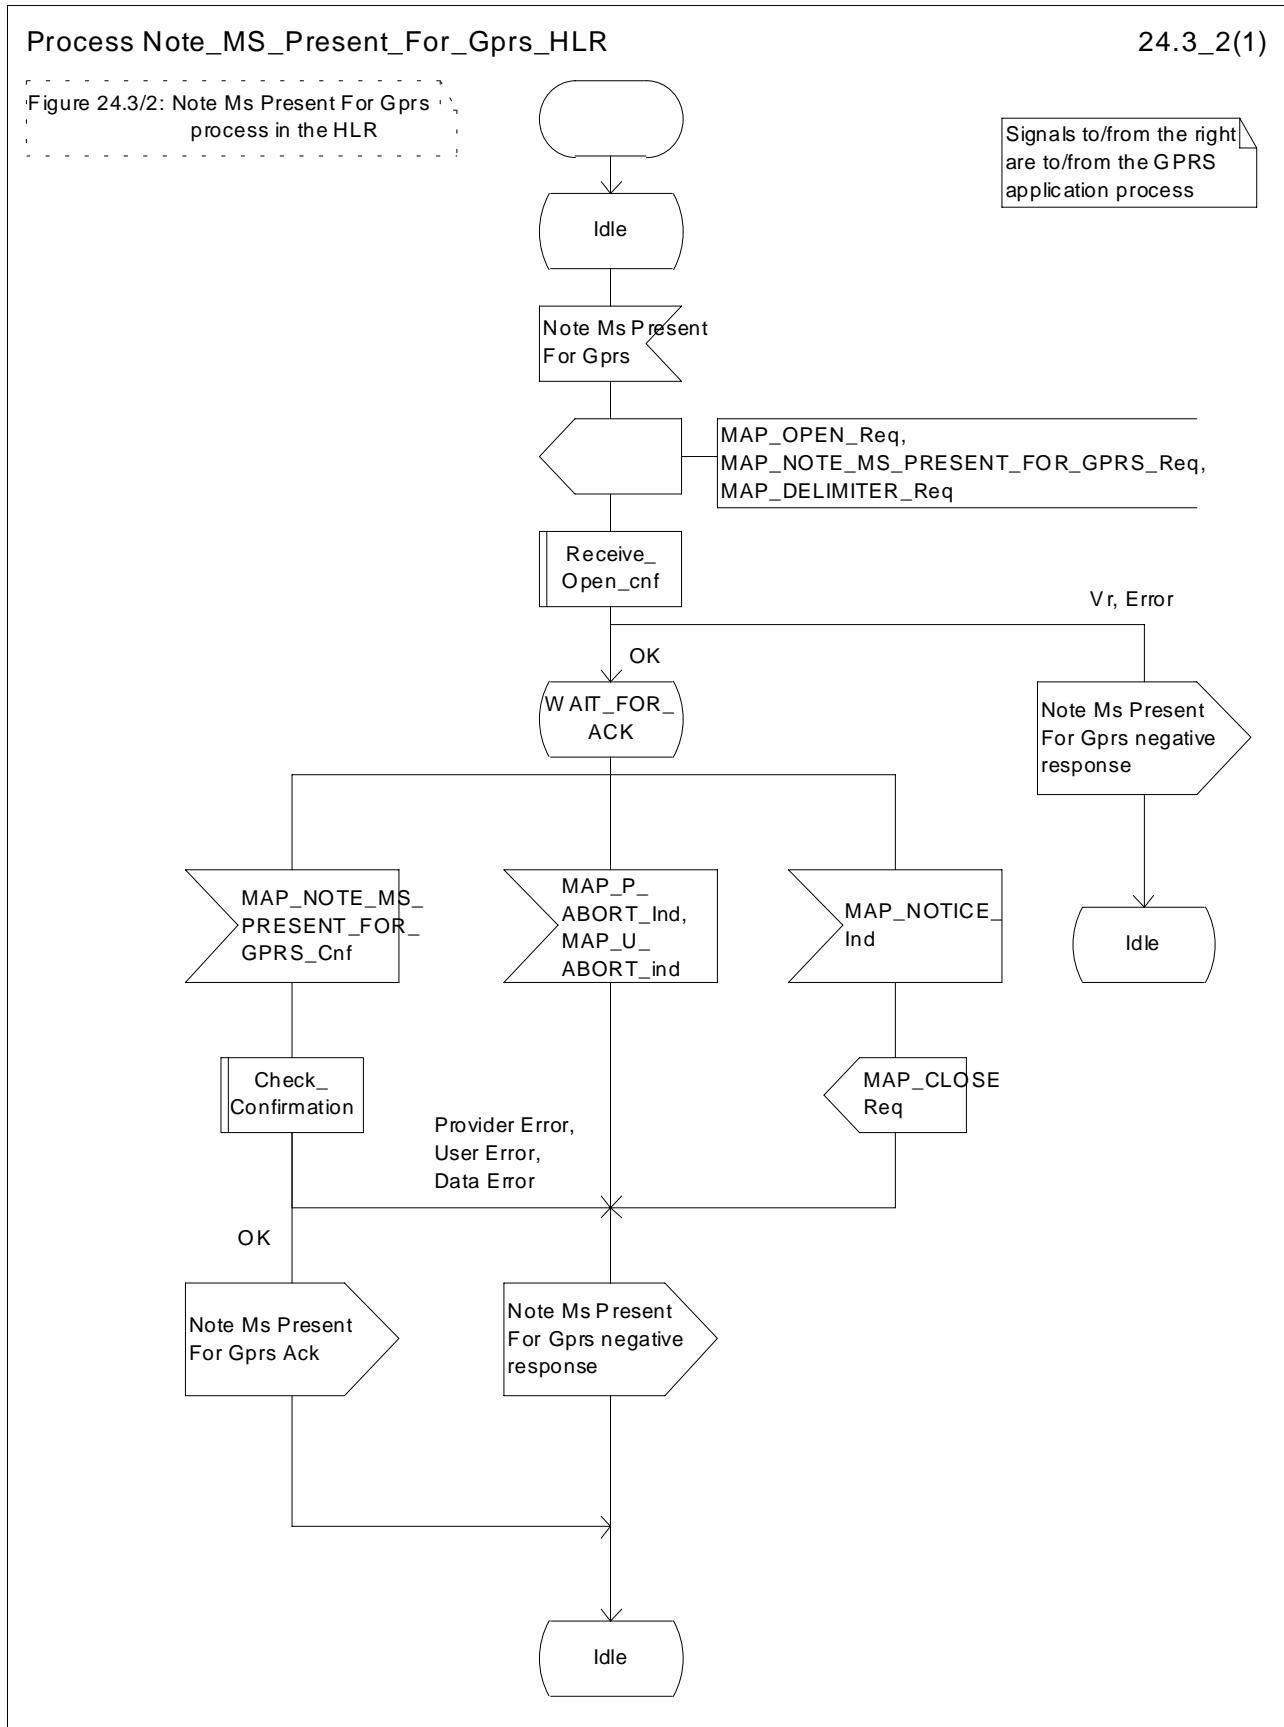 Process Note_MS_Present_For_Gprs_HLR
24.3_2(1)
Figure 24.3/2: Note Ms Present For Gprs
process in the HLR
Signals to/from the right
are to/from the GPRS
application process
Idle
Note Ms Present
For Gprs
MAP_OPEN_Req,
MAP_NOTE_MS_PRESENT_FOR_GPRS_Req,
MAP_DELIMITER_Req
Receive_
Open_cnf
Vr, Error
OK
WAIT_FOR_
ACK
Note Ms Present
For Gprs negative
response
MAP_NOTE_MS_
PRESENT_FOR_
GPRS_Cnf
MAP_P_
ABORT_Ind,
MAP_U_
ABORT_ind
MAP_NOTICE_
Ind
Idle
Check_
Confirmation
MAP_CLOSE
Req
Provider Error,
User Error,
Data Error
OK
Note Ms Present
For Gprs Ack
Note Ms Present
For Gprs negative
response
Idle